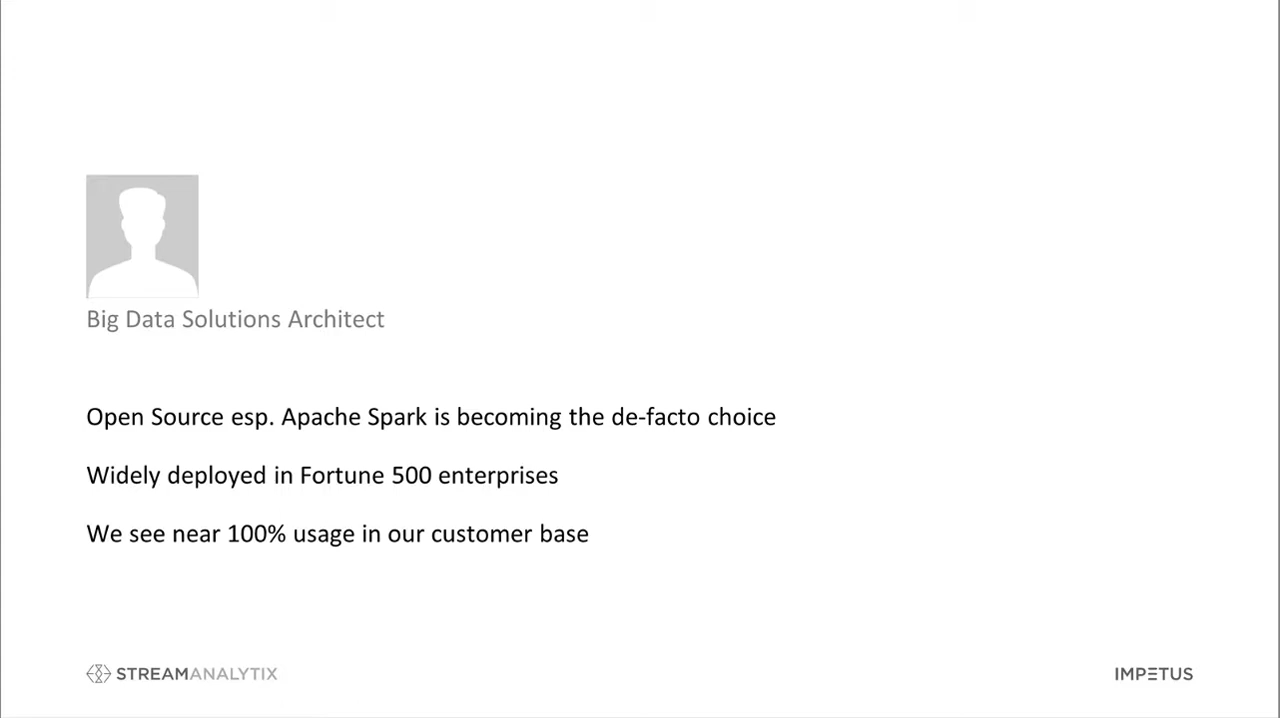 Big Data Solutions Architect
Open Source esp. Apache Spark is becoming the de-facto choice
Widely deployed in Fortune 500 enterprises
We see near 100% usage in our customer base
STREAMANALYTIX
IMPETUS